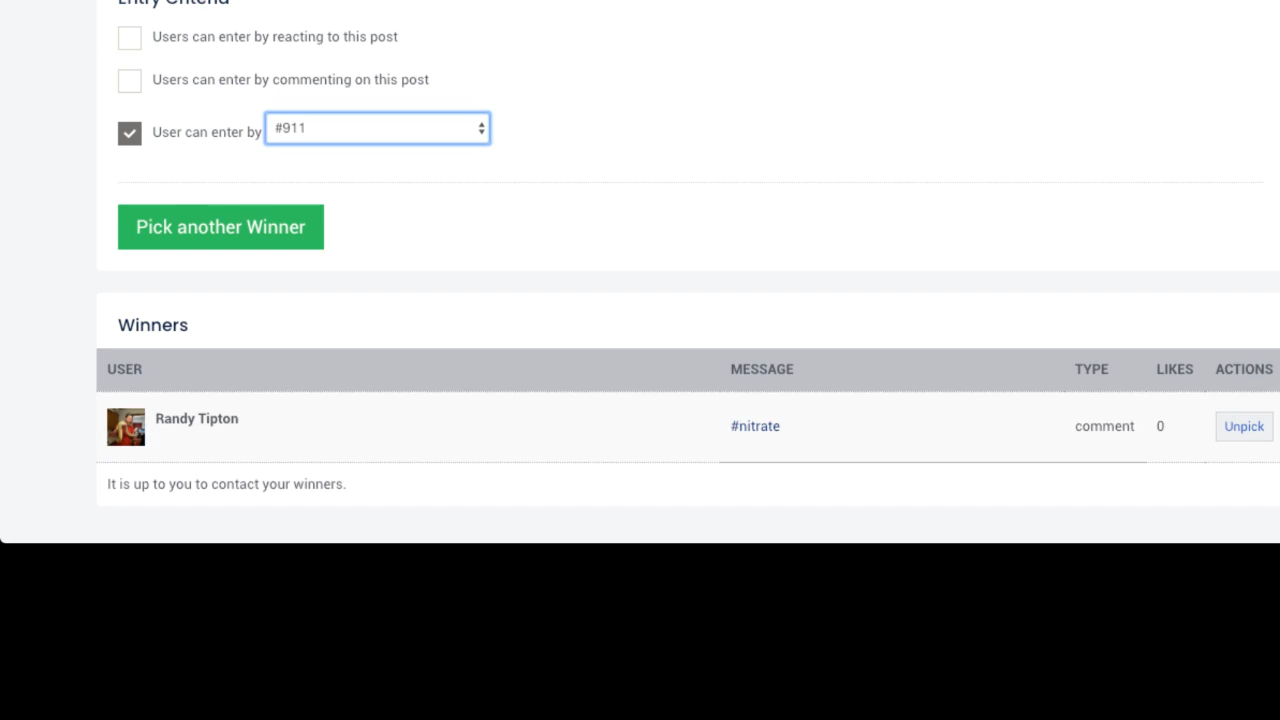 Entry Criteria
Users can enter by reacting to this post
Users can enter by commenting on this post
User can enter by #911
Pick another Winner
Winners
USER MESSAGE TYPE LIKES ACTIONS
Randy Tipton #nitrate comment 0 Unpick
It is up to you to contact your winners.